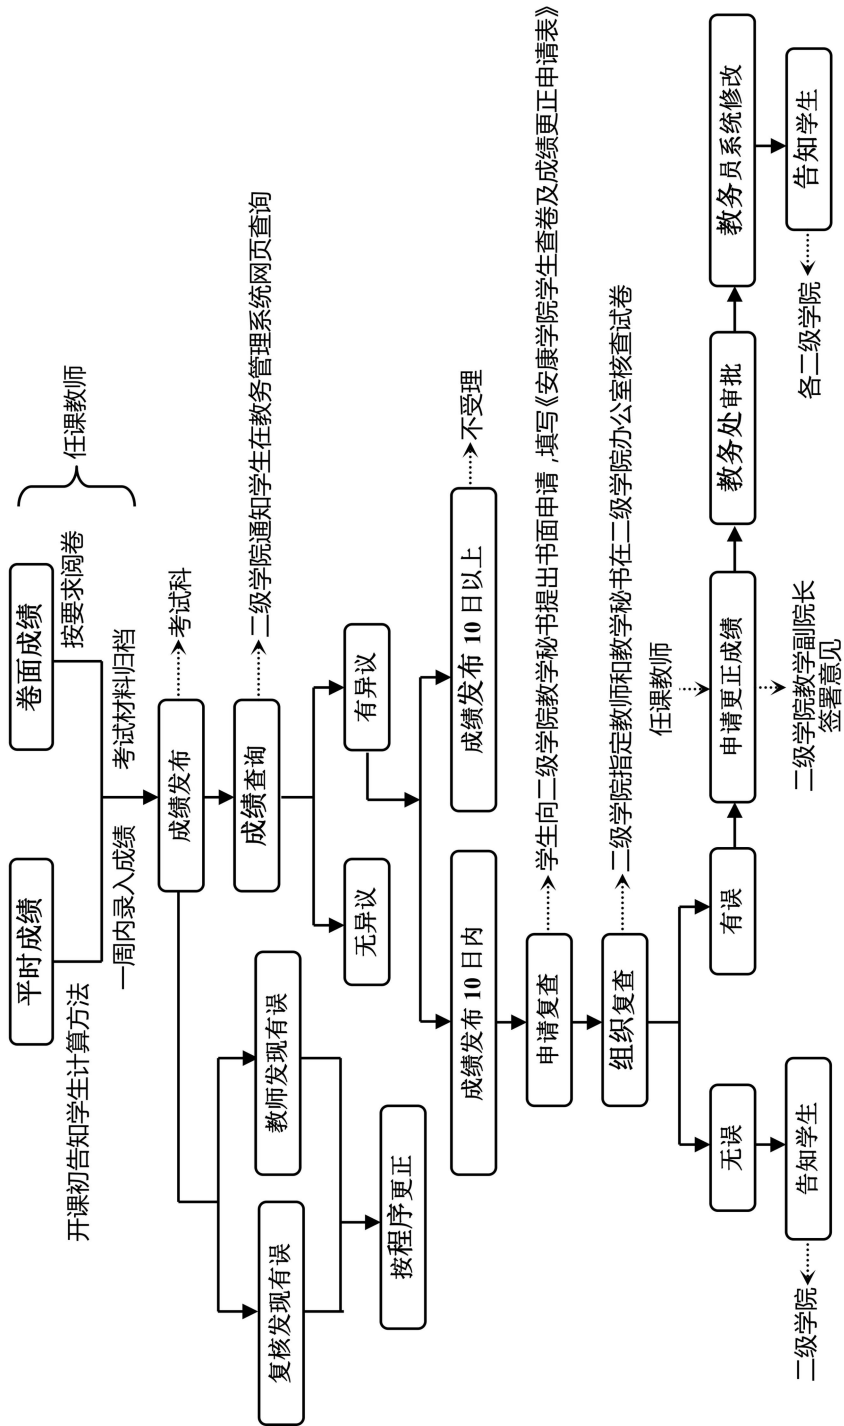 平时成绩
卷面成绩
开课初告知学生计算方法
按要求阅卷
任课教师
一周内录入成绩
考试材料归档
成绩发布
考试科
成绩查询
二级学院通知学生在教务管理系统网页查询
复核发现有误
教师发现有误
无异议
有异议
按程序更正
成绩发布 10 日内
成绩发布 10 日以上
不受理
申请复查
学生向二级学院教学秘书提出书面申请,填写《安康学院学生查卷及成绩更正申请表》
组织复查
二级学院指定教师和教学秘书在二级学院办公室核查试卷
任课教师
无误
有误
申请更正成绩
教务处审批
教务员系统修改
二级学院
告知学生
二级学院教学副院长
签署意见
各二级学院
告知学生